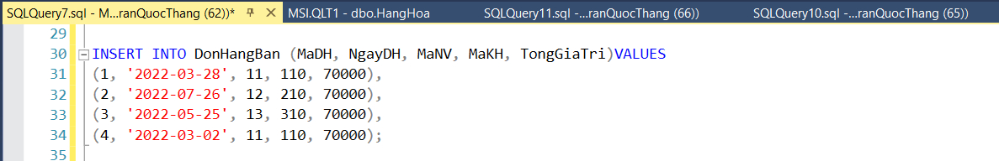 SQLQuery7.sql - M...ranQuocThang (62))* MSI.QLT1 - dbo.HangHoa SQLQuery11.sql -...ranQuocThang (66)) SQLQuery10.sql -...ranQuocThang (65))
29
30 INSERT INTO DonHangBan (MaDH, NgayDH, MaNV, MaKH, TongGiaTri)VALUES
31 (1, '2022-03-28', 11, 110, 70000),
32 (2, '2022-07-26', 12, 210, 70000),
33 (3, '2022-05-25', 13, 310, 70000),
34 (4, '2022-03-02', 11, 110, 70000);
35